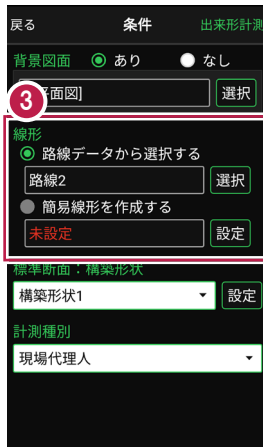 戻る 条件 出来形計測
背景図面 あり なし
3
面図] 選択
線形
路線データから選択する
路線2 選択
簡易線形を作成する
未設定 設定
標準断面:構築形状
構築形状1 設定
計測種別
現場代理人